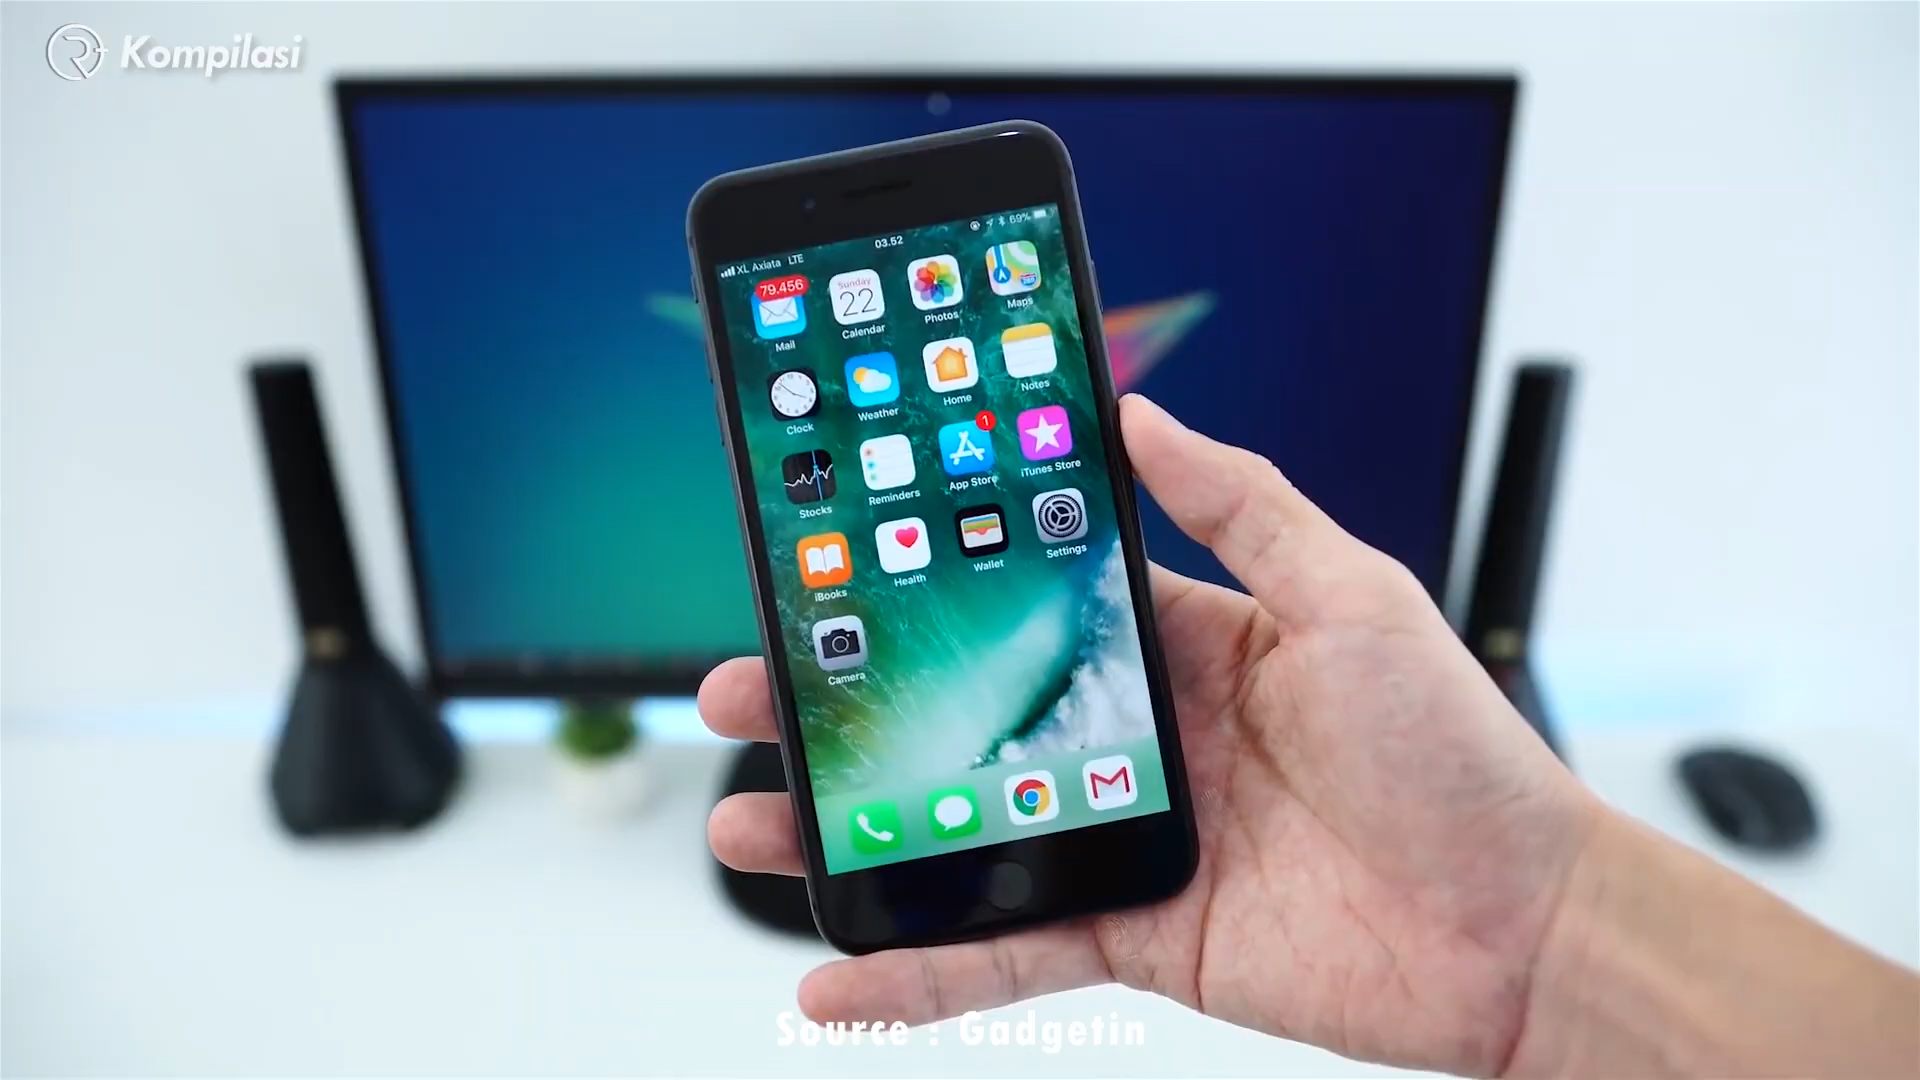 R+ Kompilasi
XL Axiata LTE
03.52
69%
79.456
Mail
Sunday
22
Calendar
Photos
Maps
Clock
Weather
Home
Notes
Stocks
Reminders
1
App Store
iTunes Store
iBooks
Health
Wallet
Settings
Camera
Source : Gadgetin